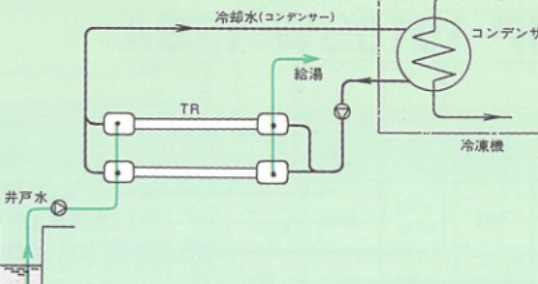 冷却水(コンデンサー)
コンデンサ
給湯
TR
冷凍機
井戸水